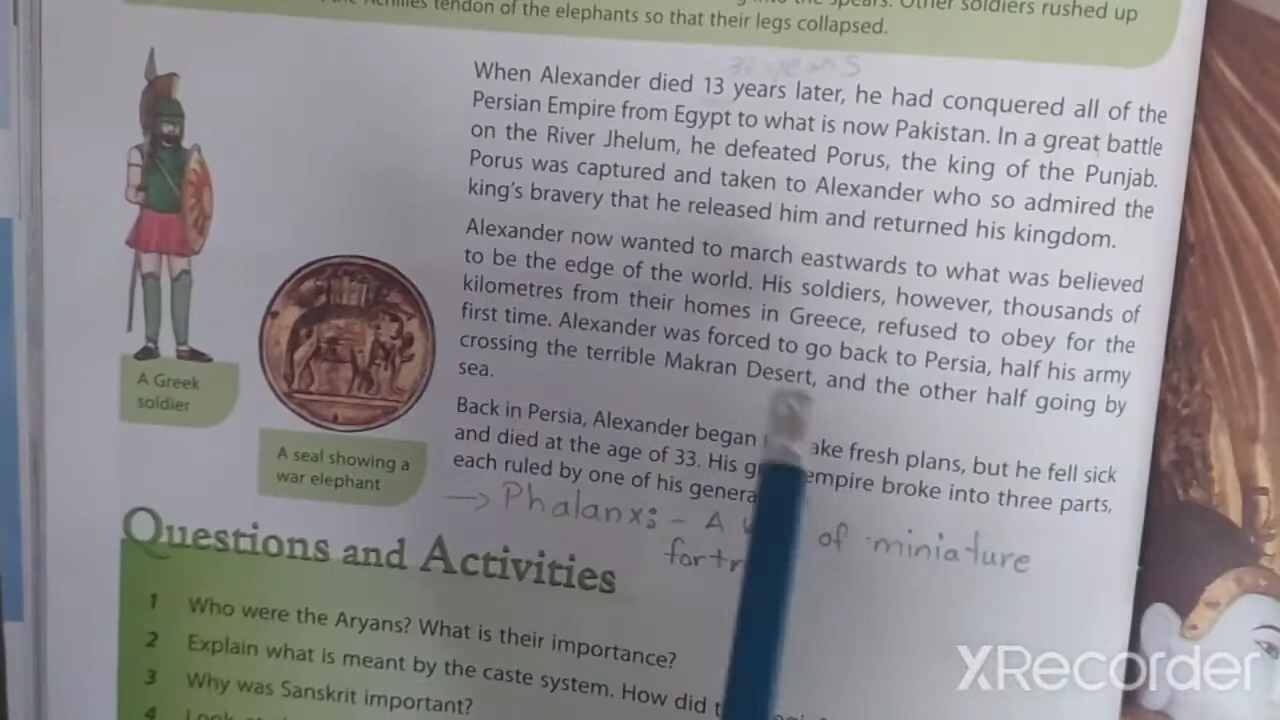 the Achilles tendon of the elephants so that their legs collapsed.
spears. Other soldiers rushed up
years
When Alexander died 13 years later, he had conquered all of the
Persian Empire from Egypt to what is now Pakistan. In a great battle
on the River Jhelum, he defeated Porus, the king of the Punjab.
Porus was captured and taken to Alexander who so admired the
king's bravery that he released him and returned his kingdom.
Alexander now wanted to march eastwards to what was believed
to be the edge of the world. His soldiers, however, thousands of
kilometres from their homes in Greece, refused to obey for the
first time. Alexander was forced to go back to Persia, half his army
crossing the terrible Makran Desert, and the other half going by
sea.
Back in Persia, Alexander began ake fresh plans, but he fell sick
and died at the age of 33. His g empire broke into three parts,
each ruled by one of his genera
→ Phalanx:- A of miniature
fortr
A Greek
soldier
A seal showing a
war elephant
Questions and Activities
1 Who were the Aryans? What is their importance?
2 Explain what is meant by the caste system. How did t
3 Why was Sanskrit important?
4 Look
XRecorder